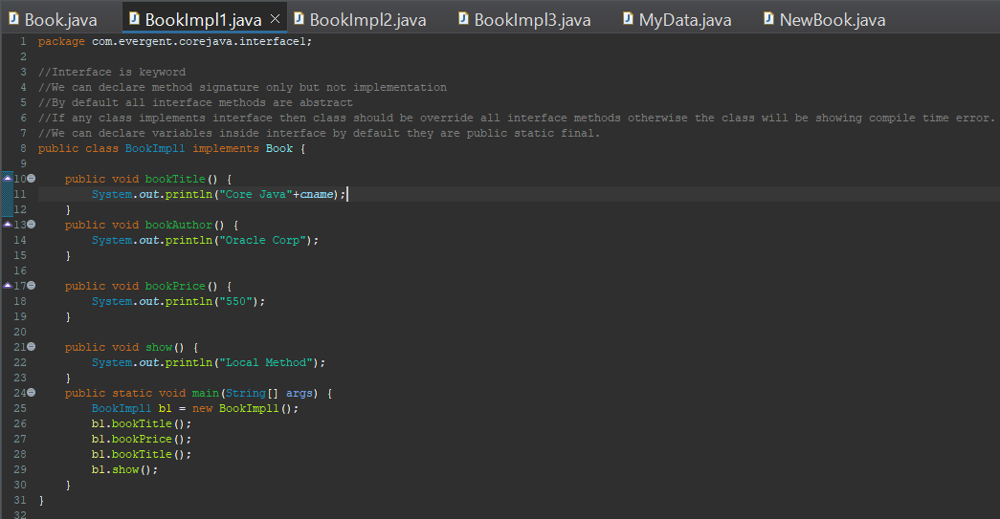 Book.java BookImpl1.java × BookImpl2.java BookImpl3.java MyData.java NewBook.java
1 package com.evergent.corejava.interface1;
2
3 //Interface is keyword
4 //We can declare method signature only but not implementation
5 //By default all interface methods are abstract
6 //If any class implements interface then class should be override all interface methods otherwise the class will be showing compile time error.
7 //We can declare variables inside interface by default they are public static final.
8 public class BookImpl1 implements Book {
9
10 public void bookTitle() {
11 System.out.println("Core Java"+cname);
12 }
13 public void bookAuthor() {
14 System.out.println("Oracle Corp");
15 }
16
17 public void bookPrice() {
18 System.out.println("550");
19 }
20
21 public void show() {
22 System.out.println("Local Method");
23 }
24 public static void main(String[] args) {
25 BookImpl1 b1 = new BookImpl1();
26 b1.bookTitle();
27 b1.bookPrice();
28 b1.bookTitle();
29 b1.show();
30 }
31 }
32